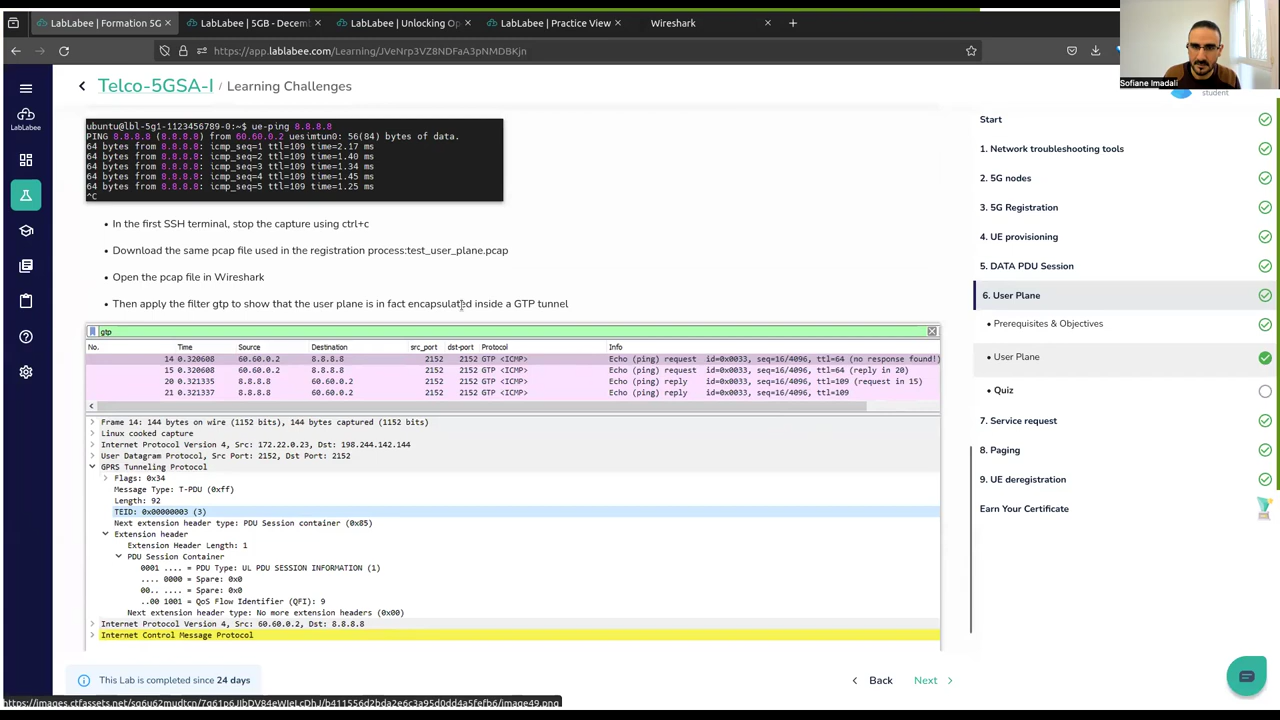 LabLabee | Formation 5G
LabLabee | 5GB - Decem
LabLabee | Unlocking Op
LabLabee | Practice View
Wireshark
https://app.lablabee.com/Learning/JVeNrp3VZ8NDFaA3pNMDBKjn
Sofiane Imadali
student
LabLabee
Telco-5GSA-I / Learning Challenges
ubuntu@lbl-5g1-1123456789-0:~$ ue-ping 8.8.8.8
PING 8.8.8.8 (8.8.8.8) from 60.60.0.2 uesimtun0: 56(84) bytes of data.
64 bytes from 8.8.8.8: icmp_seq=1 ttl=109 time=2.17 ms
64 bytes from 8.8.8.8: icmp_seq=2 ttl=109 time=1.40 ms
64 bytes from 8.8.8.8: icmp_seq=3 ttl=109 time=1.34 ms
64 bytes from 8.8.8.8: icmp_seq=4 ttl=109 time=1.45 ms
64 bytes from 8.8.8.8: icmp_seq=5 ttl=109 time=1.25 ms
^C
• In the first SSH terminal, stop the capture using ctrl+c
• Download the same pcap file used in the registration process:test_user_plane.pcap
• Open the pcap file in Wireshark
• Then apply the filter gtp to show that the user plane is in fact encapsulated inside a GTP tunnel
gtp
No. Time Source Destination src_port dst-port Protocol Info
14 0.320608 60.60.0.2 8.8.8.8 2152 2152 GTP <ICMP> Echo (ping) request id=0x0033, seq=16/4096, ttl=64 (no response found!)
15 0.320608 60.60.0.2 8.8.8.8 2152 2152 GTP <ICMP> Echo (ping) request id=0x0033, seq=16/4096, ttl=64 (reply in 20)
20 0.321335 8.8.8.8 60.60.0.2 2152 2152 GTP <ICMP> Echo (ping) reply id=0x0033, seq=16/4096, ttl=109 (request in 15)
21 0.321342 8.8.8.8 60.60.0.2 2152 2152 GTP <ICMP> Echo (ping) reply id=0x0033, seq=16/4096, ttl=109
Frame 14: 144 bytes on wire (1152 bits), 144 bytes captured (1152 bits)
Linux cooked capture
Internet Protocol Version 4, Src: 172.22.0.23, Dst: 198.244.142.144
User Datagram Protocol, Src Port: 2152, Dst Port: 2152
GPRS Tunneling Protocol
Flags: 0x34
Message Type: T-PDU (0xff)
Length: 92
TEID: 0x00000003 (3)
Next extension header type: PDU Session container (0x85)
Extension header
Extension Header Length: 1
PDU Session Container
0001 .... = PDU Type: UL PDU SESSION INFORMATION (1)
.... 0000 = Spare: 0x0
00.. .... = Spare: 0x0
..00 1001 = QoS Flow Identifier (QFI): 9
Next extension header type: No more extension headers (0x00)
Internet Protocol Version 4, Src: 60.60.0.2, Dst: 8.8.8.8
Internet Control Message Protocol
This Lab is completed since 24 days
Back
Next
Start
1. Network troubleshooting tools
2. 5G nodes
3. 5G Registration
4. UE provisioning
5. DATA PDU Session
6. User Plane
• Prerequisites & Objectives
• User Plane
• Quiz
7. Service request
8. Paging
9. UE deregistration
Earn Your Certificate